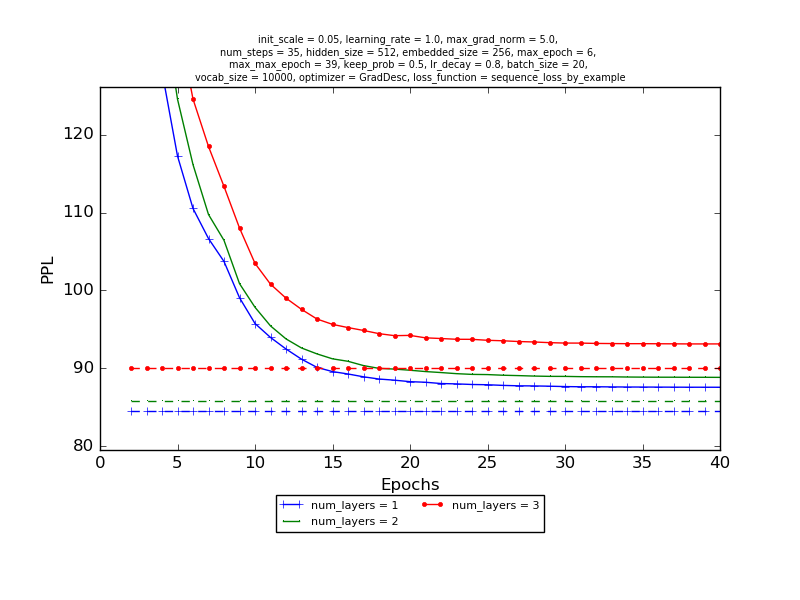 init_scale = 0.05, learning_rate = 1.0, max_grad_norm = 5.0,
num_steps = 35, hidden_size = 512, embedded_size = 256, max_epoch = 6,
max_max_epoch = 39, keep_prob = 0.5, lr_decay = 0.8, batch_size = 20,
vocab_size = 10000, optimizer = GradDesc, loss_function = sequence_loss_by_example
120
110
100
90
80
PPL
0 5 10 15 20 25 30 35 40
Epochs
num_layers = 1 num_layers = 3
num_layers = 2